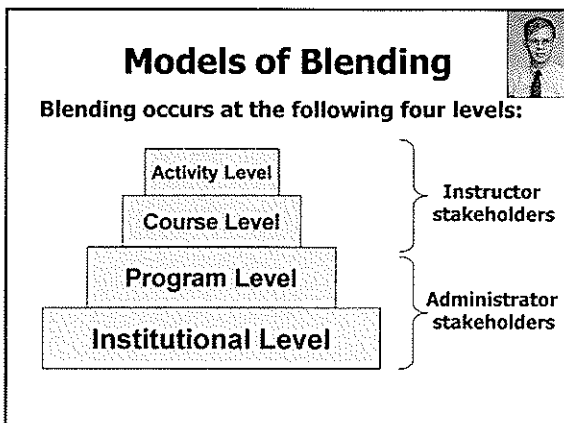 Models of Blending
Blending occurs at the following four levels:
Activity Level
Course Level
Program Level
Institutional Level
Instructor
stakeholders
Administrator
stakeholders